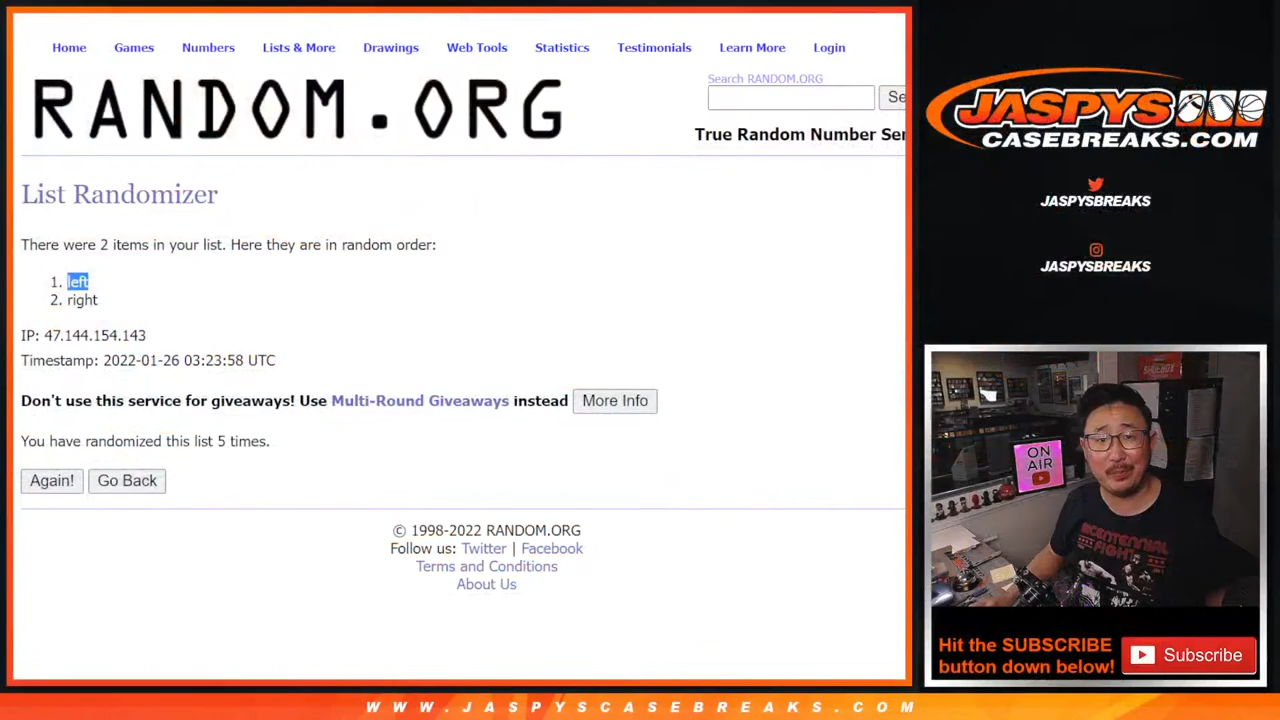 Home Games Numbers Lists & More Drawings Web Tools Statistics Testimonials Learn More Login
RANDOM.ORG
Search RANDOM.ORG
Se
True Random Number Ser
List Randomizer
There were 2 items in your list. Here they are in random order:
1. left
2. right
IP: 47.144.154.143
Timestamp: 2022-01-26 03:23:58 UTC
Don't use this service for giveaways! Use Multi-Round Giveaways instead More Info
You have randomized this list 5 times.
Again! Go Back
© 1998-2022 RANDOM.ORG
Follow us: Twitter | Facebook
Terms and Conditions
About Us
JASPYS
CASEBREAKS.COM
JASPYSBREAKS
JASPYSBREAKS
ON
AIR
BICENTENNIAL
FIGHT
Hit the SUBSCRIBE
button down below!
Subscribe
WWW.JASPYSCASEBREAKS.COM